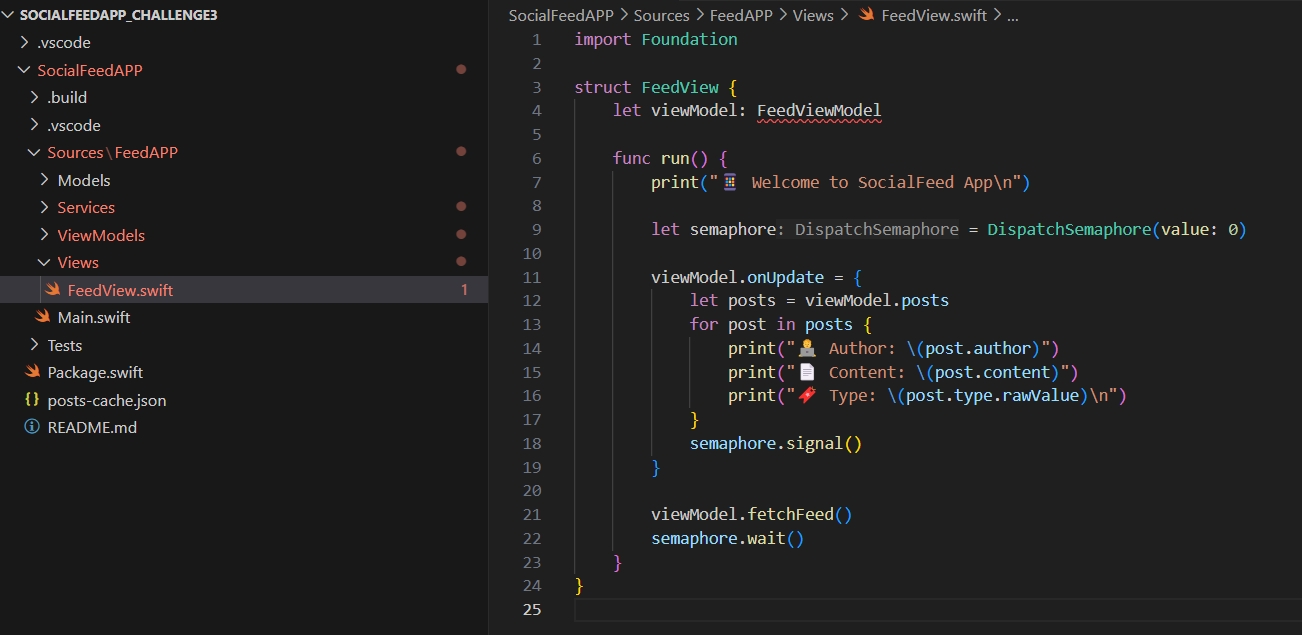 SOCIALFEEDAPP_CHALLENGE3
.vscode
SocialFeedAPP
.build
.vscode
Sources\FeedAPP
Models
Services
ViewModels
Views
FeedView.swift 1
Main.swift
Tests
Package.swift
{} posts-cache.json
README.md
SocialFeedAPP > Sources > FeedAPP > Views > FeedView.swift > ...
1 import Foundation
2
3 struct FeedView {
4 let viewModel: FeedViewModel
5
6 func run() {
7 print("📱 Welcome to SocialFeed App\n")
8
9 let semaphore: DispatchSemaphore = DispatchSemaphore(value: 0)
10
11 viewModel.onUpdate = {
12 let posts = viewModel.posts
13 for post in posts {
14 print("🧑‍💻 Author: \(post.author)")
15 print("📄 Content: \(post.content)")
16 print("🔖 Type: \(post.type.rawValue)\n")
17 }
18 semaphore.signal()
19 }
20
21 viewModel.fetchFeed()
22 semaphore.wait()
23 }
24 }
25